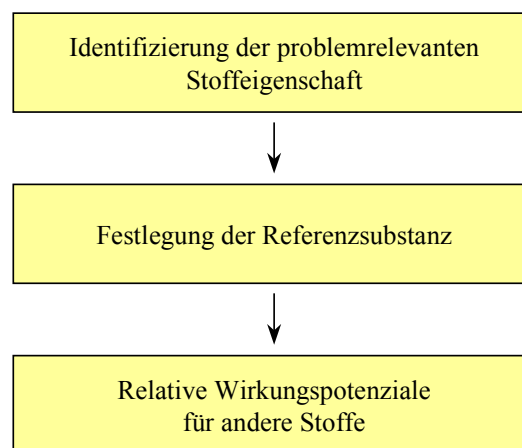 Identifizierung der problemrelevanten
Stoffeigenschaft
Festlegung der Referenzsubstanz
Relative Wirkungspotenziale
für andere Stoffe